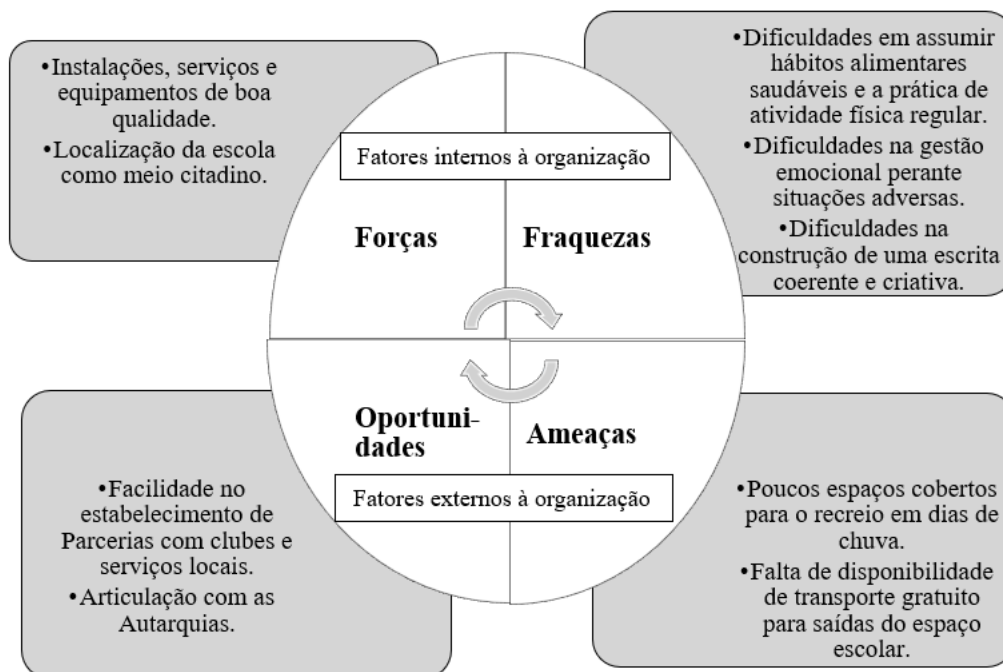 •Instalações, serviços e
equipamentos de boa
qualidade.
•Localização da escola
como meio citadino.
•Dificuldades em assumir
hábitos alimentares
saudáveis e a prática de
atividade física regular.
•Dificuldades na gestão
emocional perante
situações adversas.
•Dificuldades na
construção de uma escrita
coerente e criativa.
Fatores internos à organização
Forças
Fraquezas
Oportuni-
dades
Ameaças
Fatores externos à organização
•Facilidade no
estabelecimento de
Parcerias com clubes e
serviços locais.
•Articulação com as
Autarquias.
•Poucos espaços cobertos
para o recreio em dias de
chuva.
•Falta de disponibilidade
de transporte gratuito
para saídas do espaço
escolar.